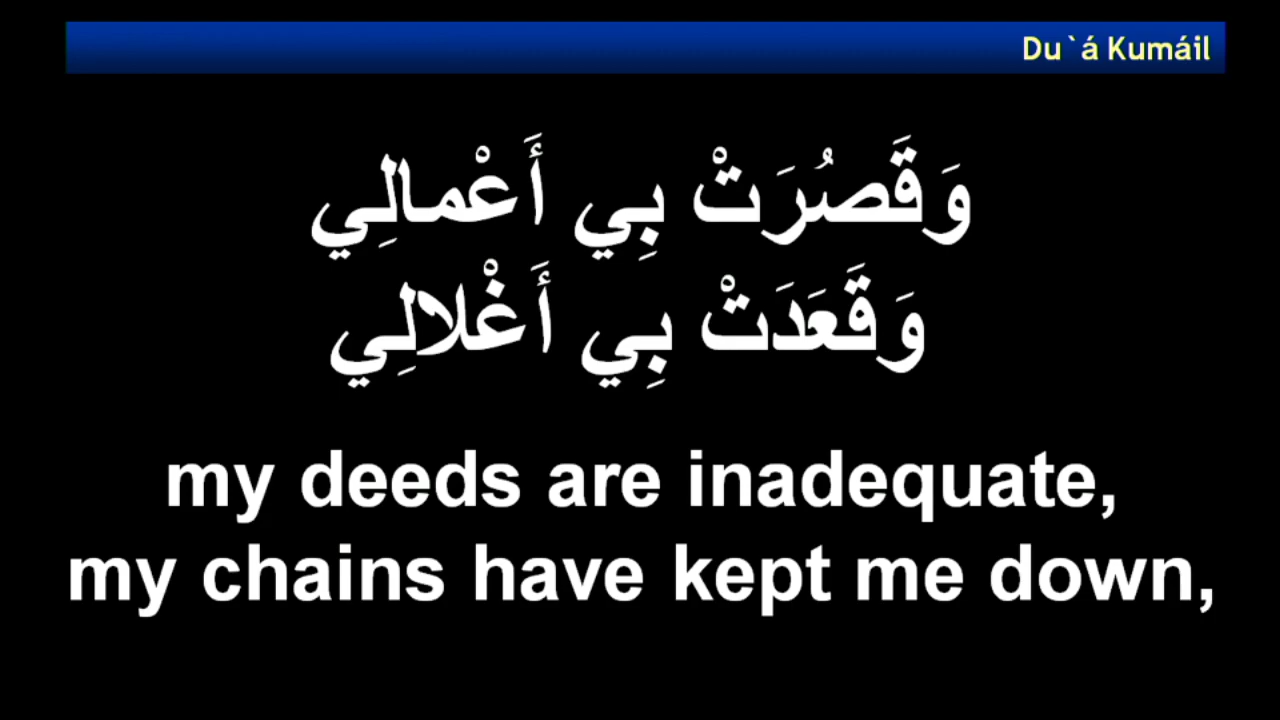 Du`á Kumáil
وَقَصُرَتْ بِي أَعْمالِي
وَقَعَدَتْ بِي أَغْلالِي
my deeds are inadequate,
my chains have kept me down,